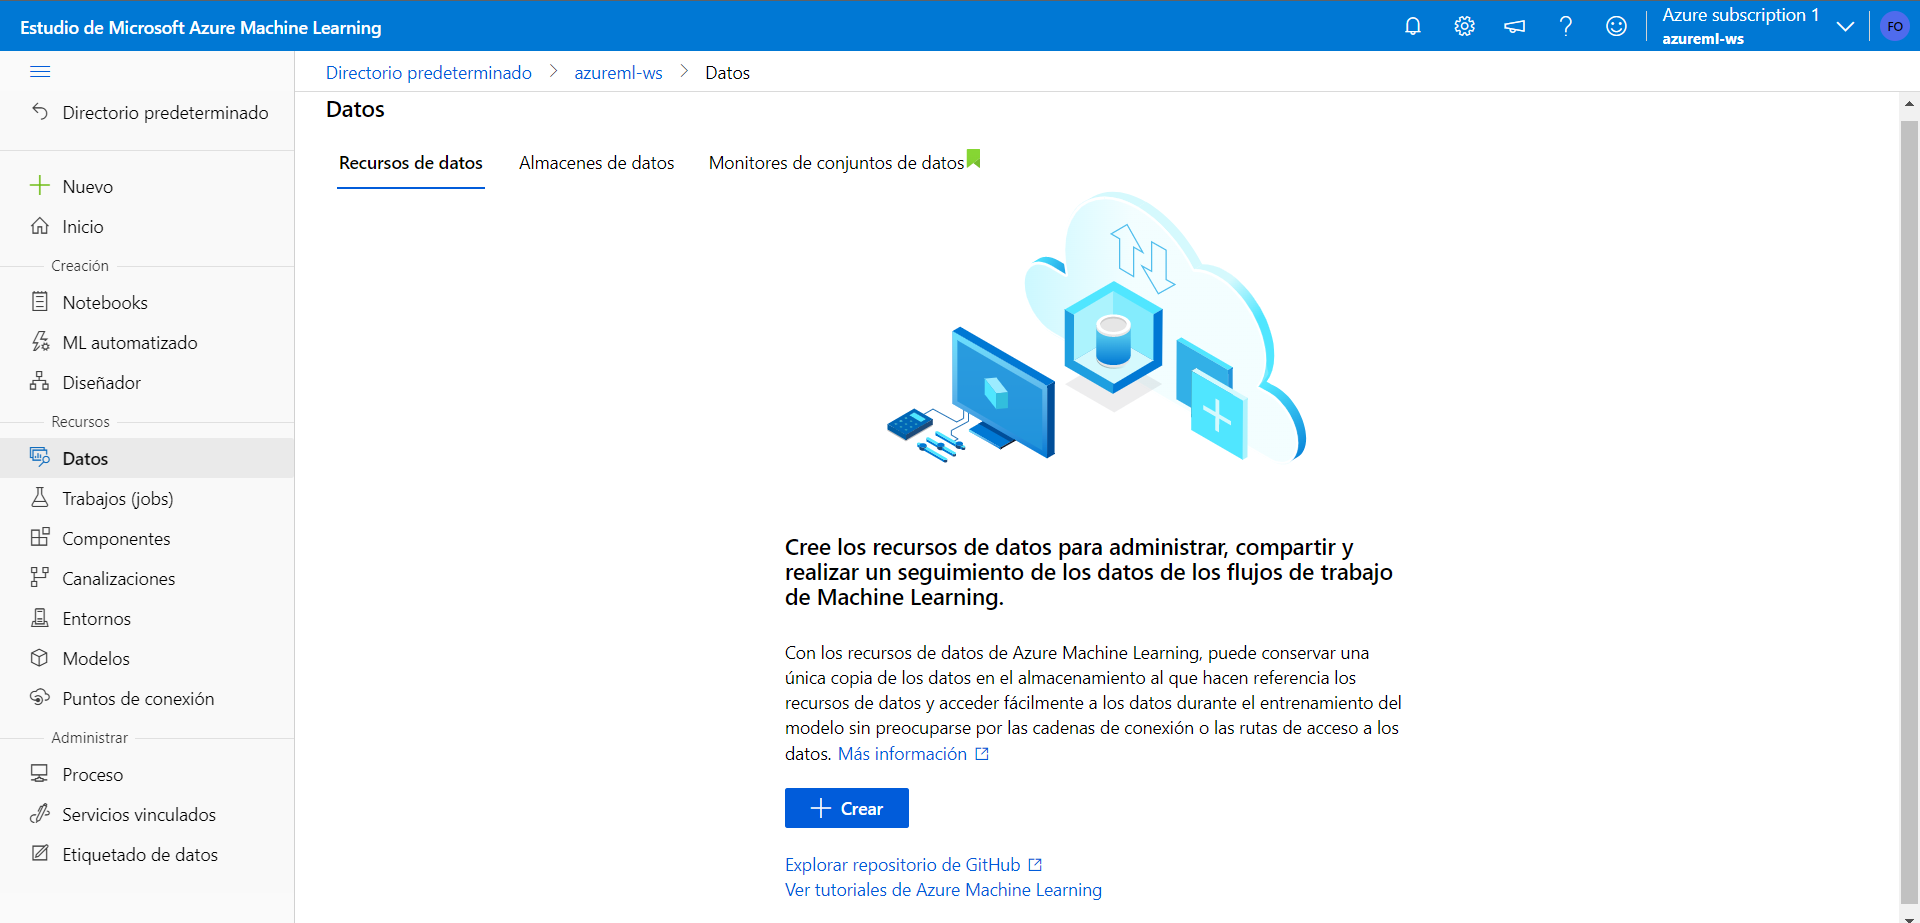 Estudio de Microsoft Azure Machine Learning
Azure subscription 1
azureml-ws
FO
Directorio predeterminado
Nuevo
Inicio
Creación
Notebooks
ML automatizado
Diseñador
Recursos
Datos
Trabajos (jobs)
Componentes
Canalizaciones
Entornos
Modelos
Puntos de conexión
Administrar
Proceso
Servicios vinculados
Etiquetado de datos
Directorio predeterminado > azureml-ws > Datos
Datos
Recursos de datos Almacenes de datos Monitores de conjuntos de datos
Cree los recursos de datos para administrar, compartir y
realizar un seguimiento de los datos de los flujos de trabajo
de Machine Learning.
Con los recursos de datos de Azure Machine Learning, puede conservar una
única copia de los datos en el almacenamiento al que hacen referencia los
recursos de datos y acceder fácilmente a los datos durante el entrenamiento del
modelo sin preocuparse por las cadenas de conexión o las rutas de acceso a los
datos. Más información
Crear
Explorar repositorio de GitHub
Ver tutoriales de Azure Machine Learning